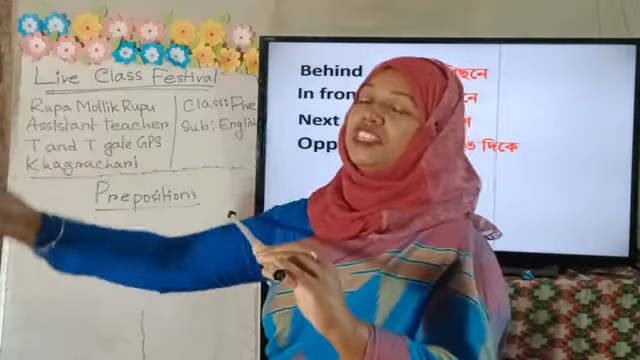 Live Class Festival
Rupa Mollik Rupu
Assistant teacher
T and T gate GPS
Khagrachari
Class: Five
Sub: English
Prepositions
Behind
In fron
Next
Opp
দিকে